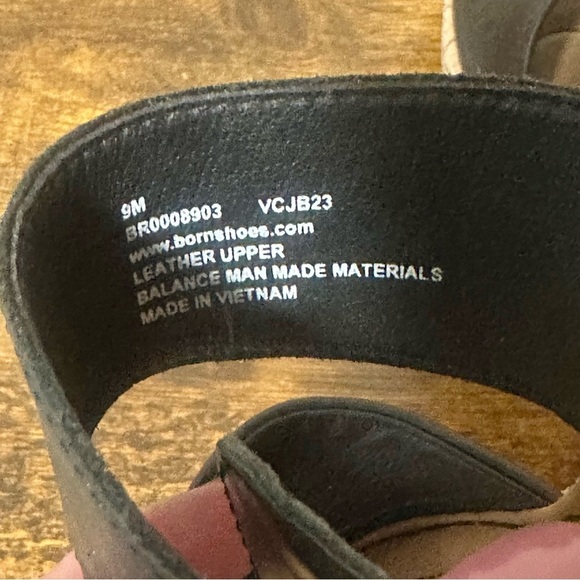 9M
BR0008903 VCJB23
www.bornshoes.com
LEATHER UPPER
BALANCE MAN MADE MATERIALS
MADE IN VIETNAM